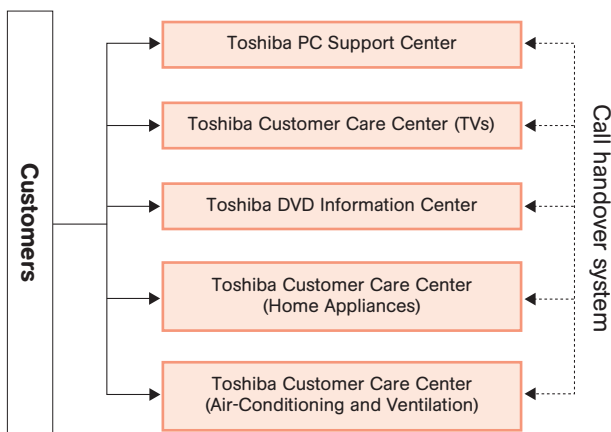 Customers
Toshiba PC Support Center
Toshiba Customer Care Center (TVs)
Toshiba DVD Information Center
Toshiba Customer Care Center
(Home Appliances)
Toshiba Customer Care Center
(Air-Conditioning and Ventilation)
Call handover system